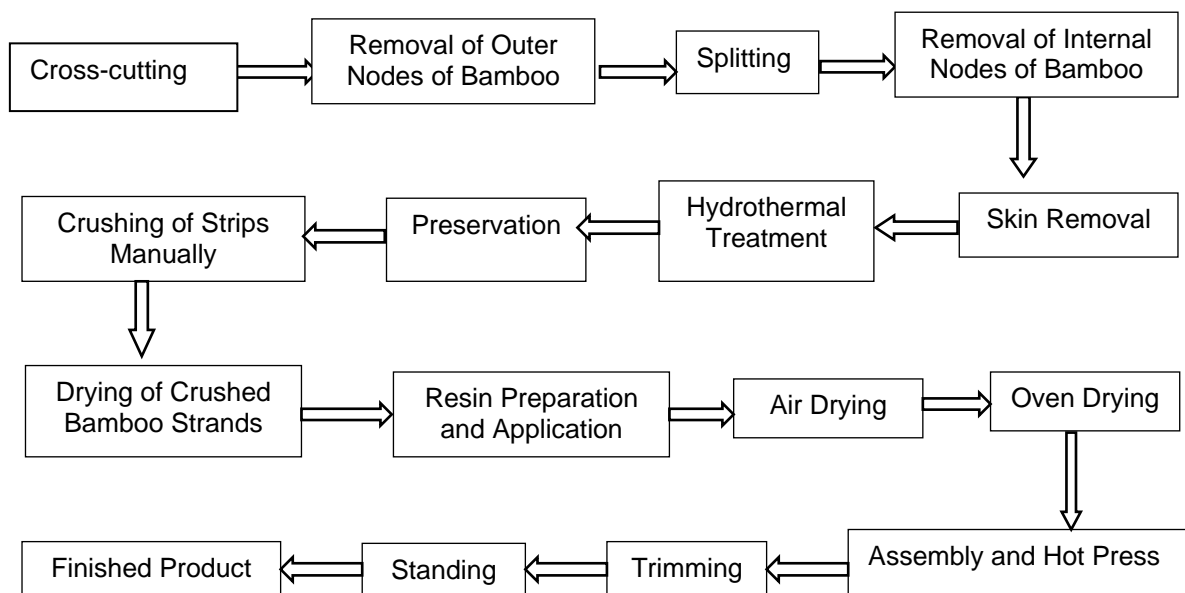 Cross-cutting
Removal of Outer
Nodes of Bamboo
Splitting
Removal of Internal
Nodes of Bamboo
Skin Removal
Hydrothermal
Treatment
Preservation
Crushing of Strips
Manually
Drying of Crushed
Bamboo Strands
Resin Preparation
and Application
Air Drying
Oven Drying
Assembly and Hot Press
Trimming
Standing
Finished Product